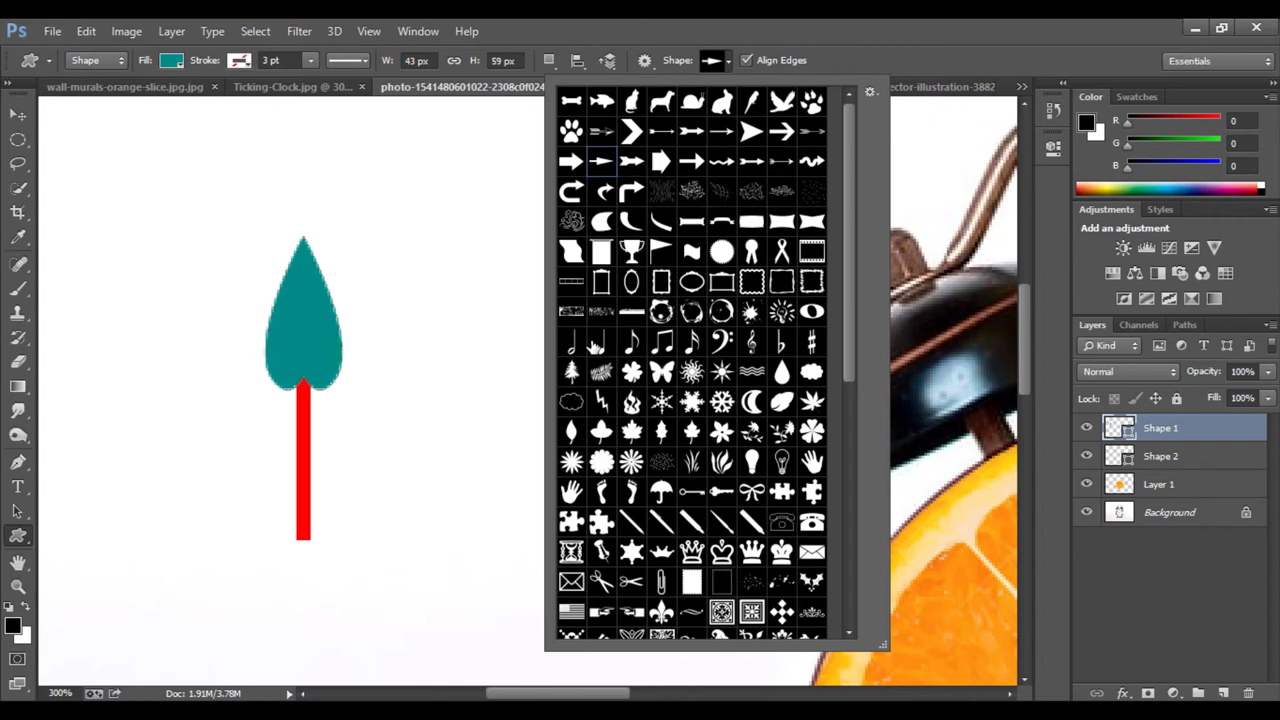 Ps File Edit Image Layer Type Select Filter 3D View Window Help
Shape Fill: Stroke: 3 pt W: 43 px H: 59 px Shape: Align Edges Essentials
wall-murals-orange-slice.jpg.jpg × Ticking-Clock.jpg @ 30... × photo-1541480601022-2308c0f024 ector-illustration-3882
Color Swatches
R 0
G 0
B 0
Adjustments Styles
Add an adjustment
Layers Channels Paths
Kind
Normal Opacity: 100%
Lock: Fill: 100%
Shape 1
Shape 2
Layer 1
Background
300% Doc: 1.91M/3.78M